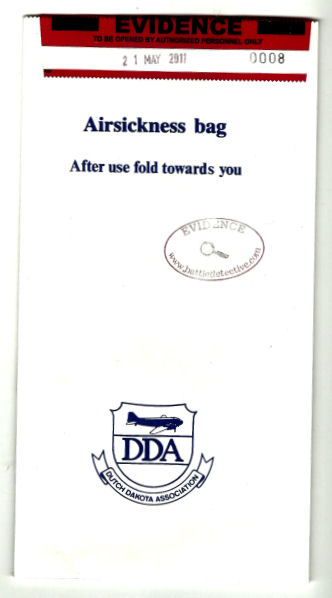 EVIDENCE
TO BE OPENED BY AUTHORIZED PERSONNEL ONLY
21 MAY 2011 0008
Airsickness bag
After use fold towards you
EVIDENCE
www.battledetective.com
DDA
DUTCH DAKOTA ASSOCIATION